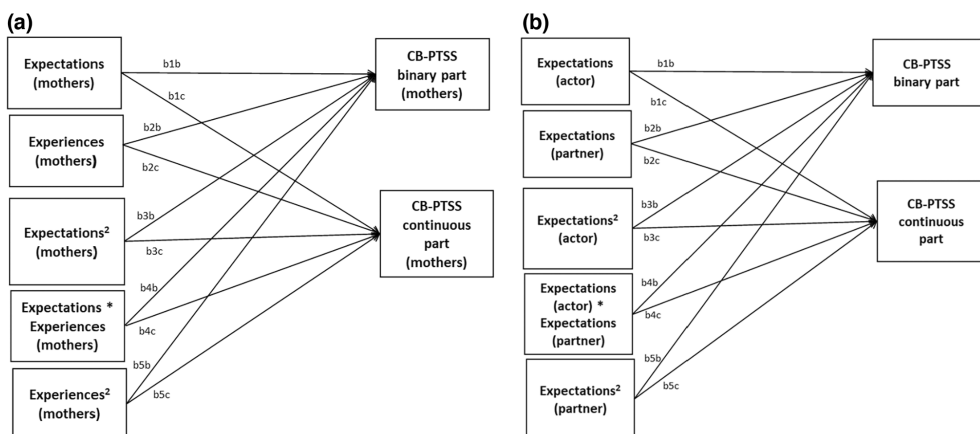 (a)
Expectations
(mothers)
Experiences
(mothers)
Expectations²
(mothers)
Expectations *
Experiences
(mothers)
Experiences²
(mothers)
b1b
b1c
b2b
b2c
b3b
b3c
b4b
b4c
b5b
b5c
CB-PTSS
binary part
(mothers)
CB-PTSS
continuous
part
(mothers)
(b)
Expectations
(actor)
Expectations
(partner)
Expectations²
(actor)
Expectations
(actor) *
Expectations
(partner)
Expectations²
(partner)
b1b
b1c
b2b
b2c
b3b
b3c
b4b
b4c
b5b
b5c
CB-PTSS
binary part
CB-PTSS
continuous
part